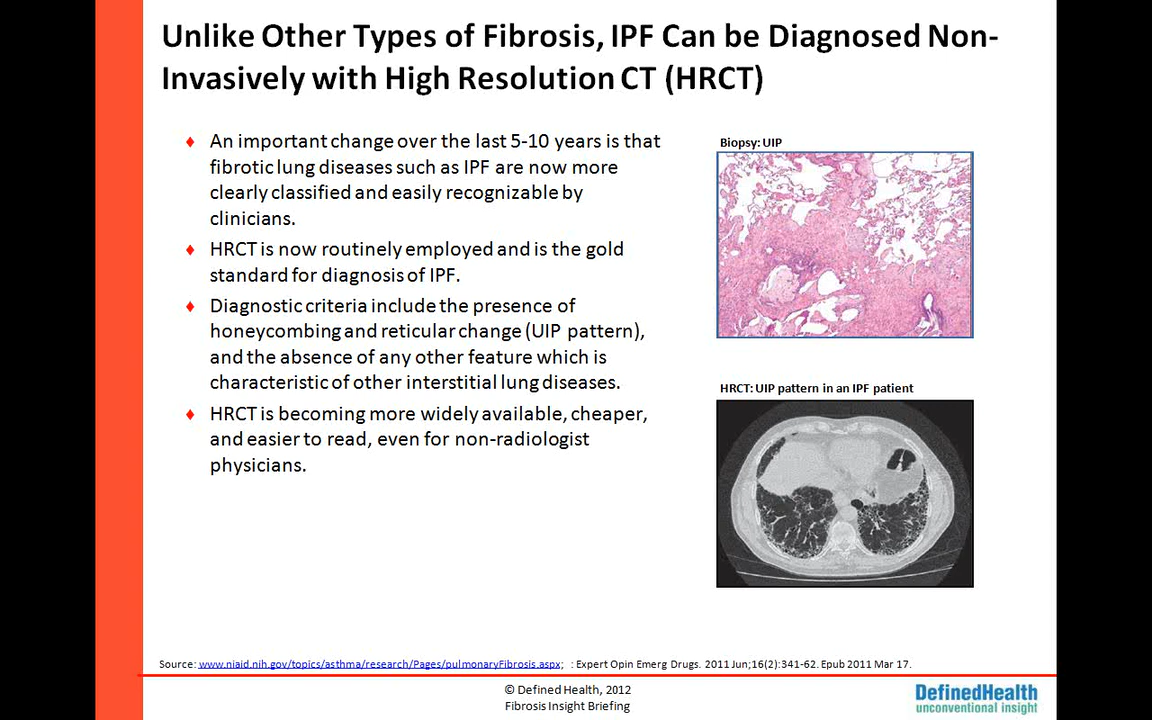 Unlike Other Types of Fibrosis, IPF Can be Diagnosed Non-
Invasively with High Resolution CT (HRCT)
♦ An important change over the last 5-10 years is that
fibrotic lung diseases such as IPF are now more
clearly classified and easily recognizable by
clinicians.
♦ HRCT is now routinely employed and is the gold
standard for diagnosis of IPF.
♦ Diagnostic criteria include the presence of
honeycombing and reticular change (UIP pattern),
and the absence of any other feature which is
characteristic of other interstitial lung diseases.
♦ HRCT is becoming more widely available, cheaper,
and easier to read, even for non-radiologist
physicians.
Biopsy: UIP
HRCT: UIP pattern in an IPF patient
Source: www.niaid.nih.gov/topics/asthma/research/Pages/pulmonaryFibrosis.aspx; : Expert Opin Emerg Drugs. 2011 Jun;16(2):341-62. Epub 2011 Mar 17.
© Defined Health, 2012
Fibrosis Insight Briefing
DefinedHealth
unconventional insight